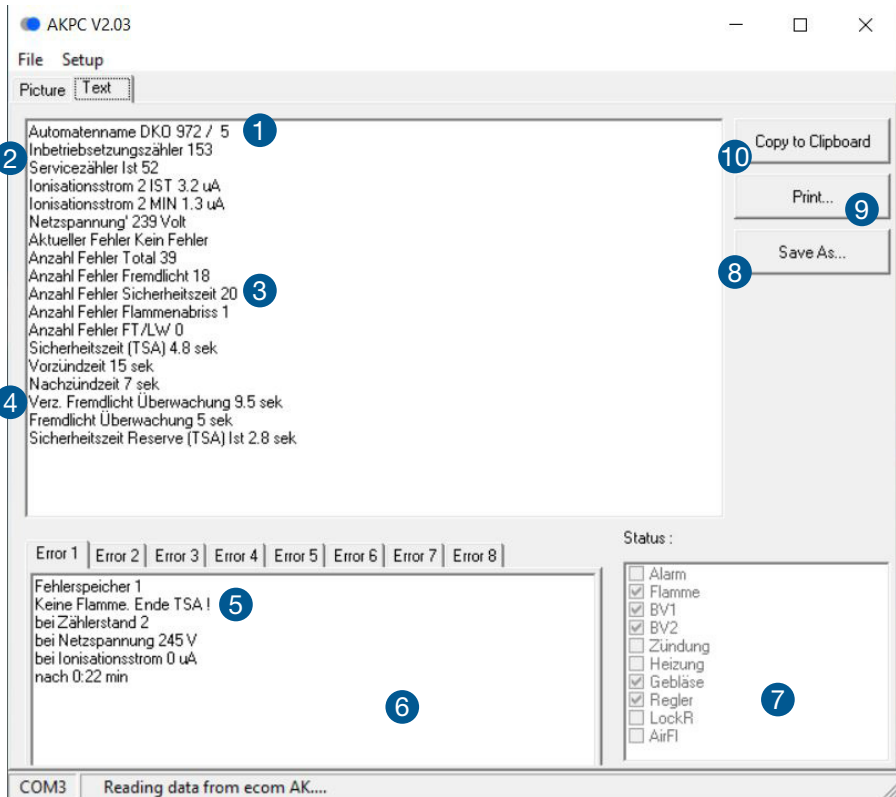 AKPC V2.03
File Setup
Picture Text
Automatenname DKO 972 / 5 1
Inbetriebsetzungszähler 153
2 Servicezähler Ist 52
Ionisationsstrom 2 IST 3.2 uA
Ionisationsstrom 2 MIN 1.3 uA
Netzspannung' 239 Volt
Aktueller Fehler Kein Fehler
Anzahl Fehler Total 39
Anzahl Fehler Fremdlicht 18
Anzahl Fehler Sicherheitszeit 20 3
Anzahl Fehler Flammenabriss 1
Anzahl Fehler FT/LW 0
Sicherheitszeit (TSA) 4.8 sek
Vorzündzeit 15 sek
Nachzündzeit 7 sek
4 Verz. Fremdlicht Überwachung 9.5 sek
Fremdlicht Überwachung 5 sek
Sicherheitszeit Reserve (TSA) Ist 2.8 sek
Copy to Clipboard
10
Print...
9
Save As...
8
Error 1 Error 2 Error 3 Error 4 Error 5 Error 6 Error 7 Error 8
Fehlerspeicher 1
Keine Flamme. Ende TSA ! 5
bei Zählerstand 2
bei Netzspannung 245 V
bei Ionisationsstrom 0 uA
nach 0:22 min
6
Status :
Alarm
Flamme
BV1
BV2
Zündung
Heizung
Gebläse
Regler
7
LockR
AirFl
COM3 Reading data from ecom AK....